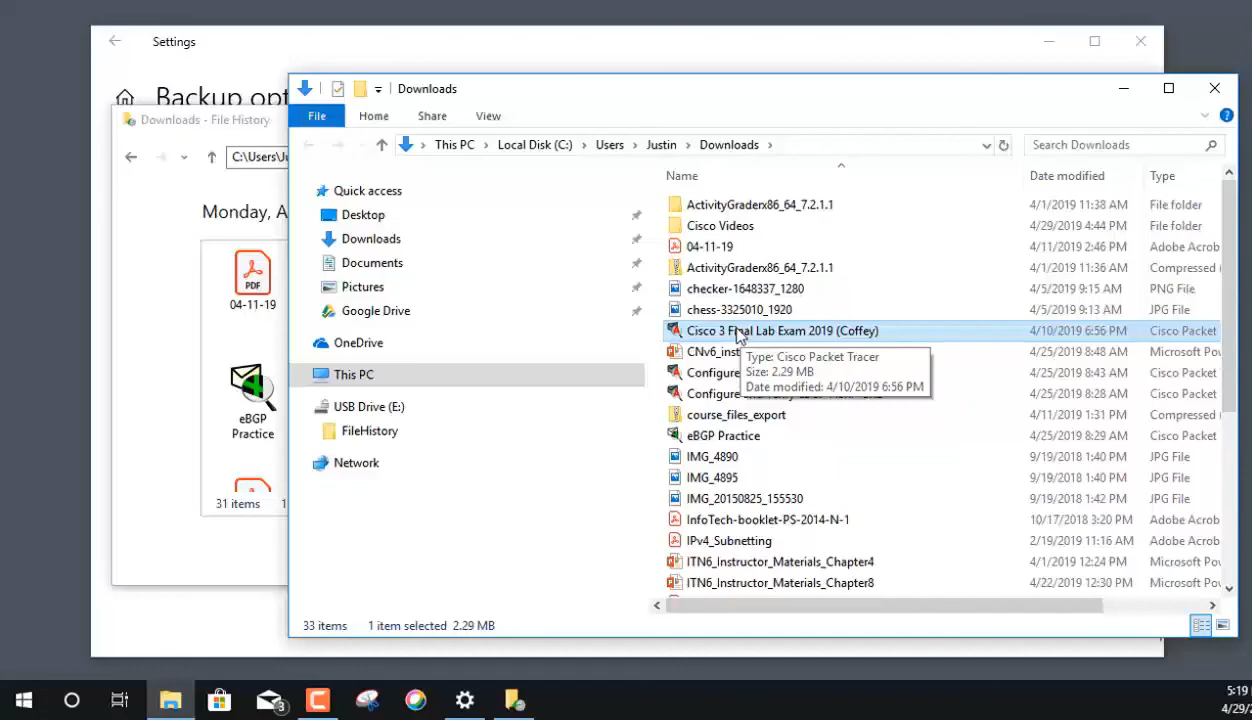 Settings
Backup opt
Downloads - File History
C:\Users\Ju
Monday, A
PDF
04-11-19
eBGP
Practice
31 items
Downloads
File Home Share View
This PC Local Disk (C:) Users Justin Downloads
Search Downloads
Quick access
Desktop
Downloads
Documents
Pictures
Google Drive
OneDrive
This PC
USB Drive (E:)
FileHistory
Network
Name Date modified Type
ActivityGraderx86_64_7.2.1.1 4/1/2019 11:38 AM File folder
Cisco Videos 4/29/2019 4:44 PM File folder
04-11-19 4/11/2019 2:46 PM Adobe Acrob
ActivityGraderx86_64_7.2.1.1 4/1/2019 11:36 AM Compressed (
checker-1648337_1280 4/5/2019 9:15 AM PNG File
chess-3325010_1920 4/5/2019 9:13 AM JPG File
Cisco 3 Final Lab Exam 2019 (Coffey) 4/10/2019 6:56 PM Cisco Packet
CNv6_inst 4/25/2019 8:48 AM Microsoft Pov
Configure 4/25/2019 8:43 AM Cisco Packet
Configure 4/25/2019 8:28 AM Cisco Packet
Type: Cisco Packet Tracer
Size: 2.29 MB
Date modified: 4/10/2019 6:56 PM
course_files_export 4/11/2019 1:31 PM Compressed (
eBGP Practice 4/25/2019 8:29 AM Cisco Packet
IMG_4890 9/19/2018 1:40 PM JPG File
IMG_4895 9/19/2018 1:40 PM JPG File
IMG_20150825_155530 9/19/2018 1:42 PM JPG File
InfoTech-booklet-PS-2014-N-1 10/17/2018 3:20 PM Adobe Acrob
IPv4_Subnetting 2/19/2019 11:16 AM Adobe Acrob
ITN6_Instructor_Materials_Chapter4 4/1/2019 12:24 PM Microsoft Pov
ITN6_Instructor_Materials_Chapter8 4/22/2019 12:30 PM Microsoft Pov
33 items 1 item selected 2.29 MB
3
5:19
4/29/